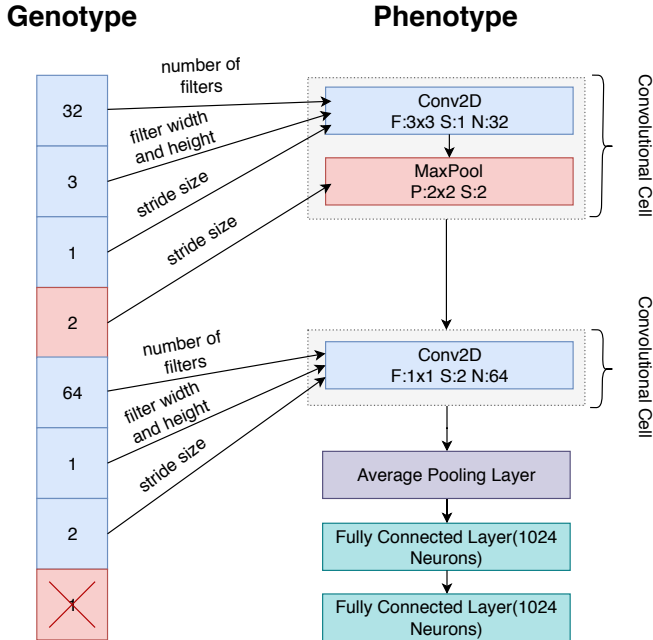 Genotype
Phenotype
32
3
1
2
64
1
2
1
number of
filters
filter width
and height
stride size
stride size
number of
filters
filter width
and height
stride size
Conv2D
F:3x3 S:1 N:32
MaxPool
P:2x2 S:2
Convolutional Cell
Conv2D
F:1x1 S:2 N:64
Convolutional Cell
Average Pooling Layer
Fully Connected Layer(1024
Neurons)
Fully Connected Layer(1024
Neurons)